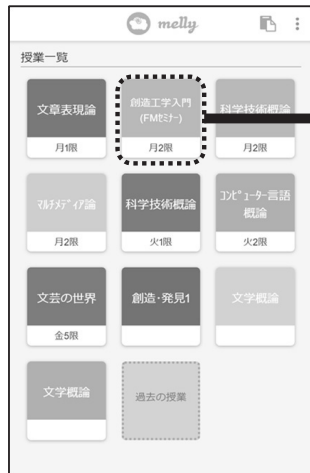 melly
授業一覧
文章表現論
月1限
創造工学入門
(FMｾﾐﾅｰ)
月2限
科学技術概論
月2限
ﾏﾙﾁﾒﾃﾞｨｱ論
月2限
科学技術概論
火1限
ｺﾝﾋﾟｭｰﾀｰ言語
概論
火2限
文芸の世界
金5限
創造･発見1
文学概論
文学概論
過去の授業